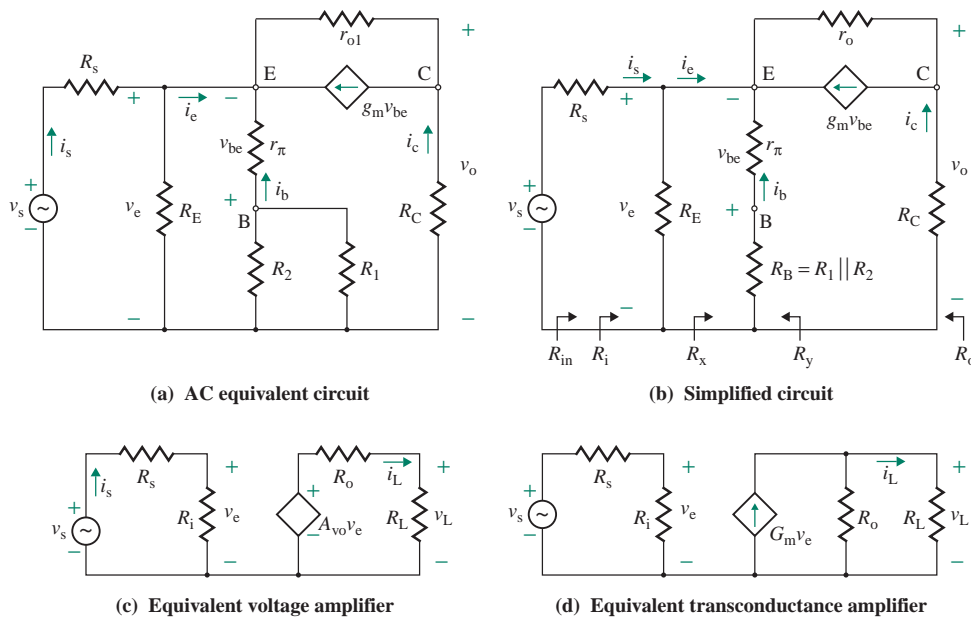 r_o1
+
R_s
E
C
+
i_e
−
g_m v_be
i_s
v_be
r_π
i_c
v_o
+
i_b
+
v_s
v_e
R_E
B
R_C
−
R_2
R_1
−
−
(a) AC equivalent circuit
r_o
+
i_s
i_e
E
C
R_s
+
−
g_m v_be
i_c
v_be
r_π
v_o
+
i_b
v_s
v_e
R_E
+
B
R_C
−
R_B = R_1 || R_2
−
−
R_in
R_i
R_x
R_y
R_o
(b) Simplified circuit
i_s
R_s
+
R_o
i_L
+
+
+
v_s
R_i
v_e
A_vo v_e
R_L
v_L
−
−
−
−
(c) Equivalent voltage amplifier
R_s
+
i_L
+
+
v_s
R_i
v_e
G_m v_e
R_o
R_L
v_L
−
−
−
(d) Equivalent transconductance amplifier